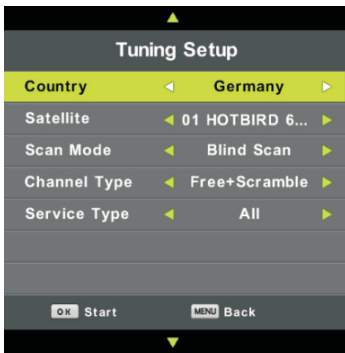 Tuning Setup
Country Germany
Satellite 01 HOTBIRD 6...
Scan Mode Blind Scan
Channel Type Free+Scramble
Service Type All
OK Start MENU Back